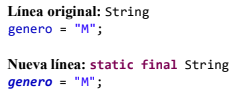 Línea original: String
genero = "M";
Nueva línea: static final String
genero = "M";